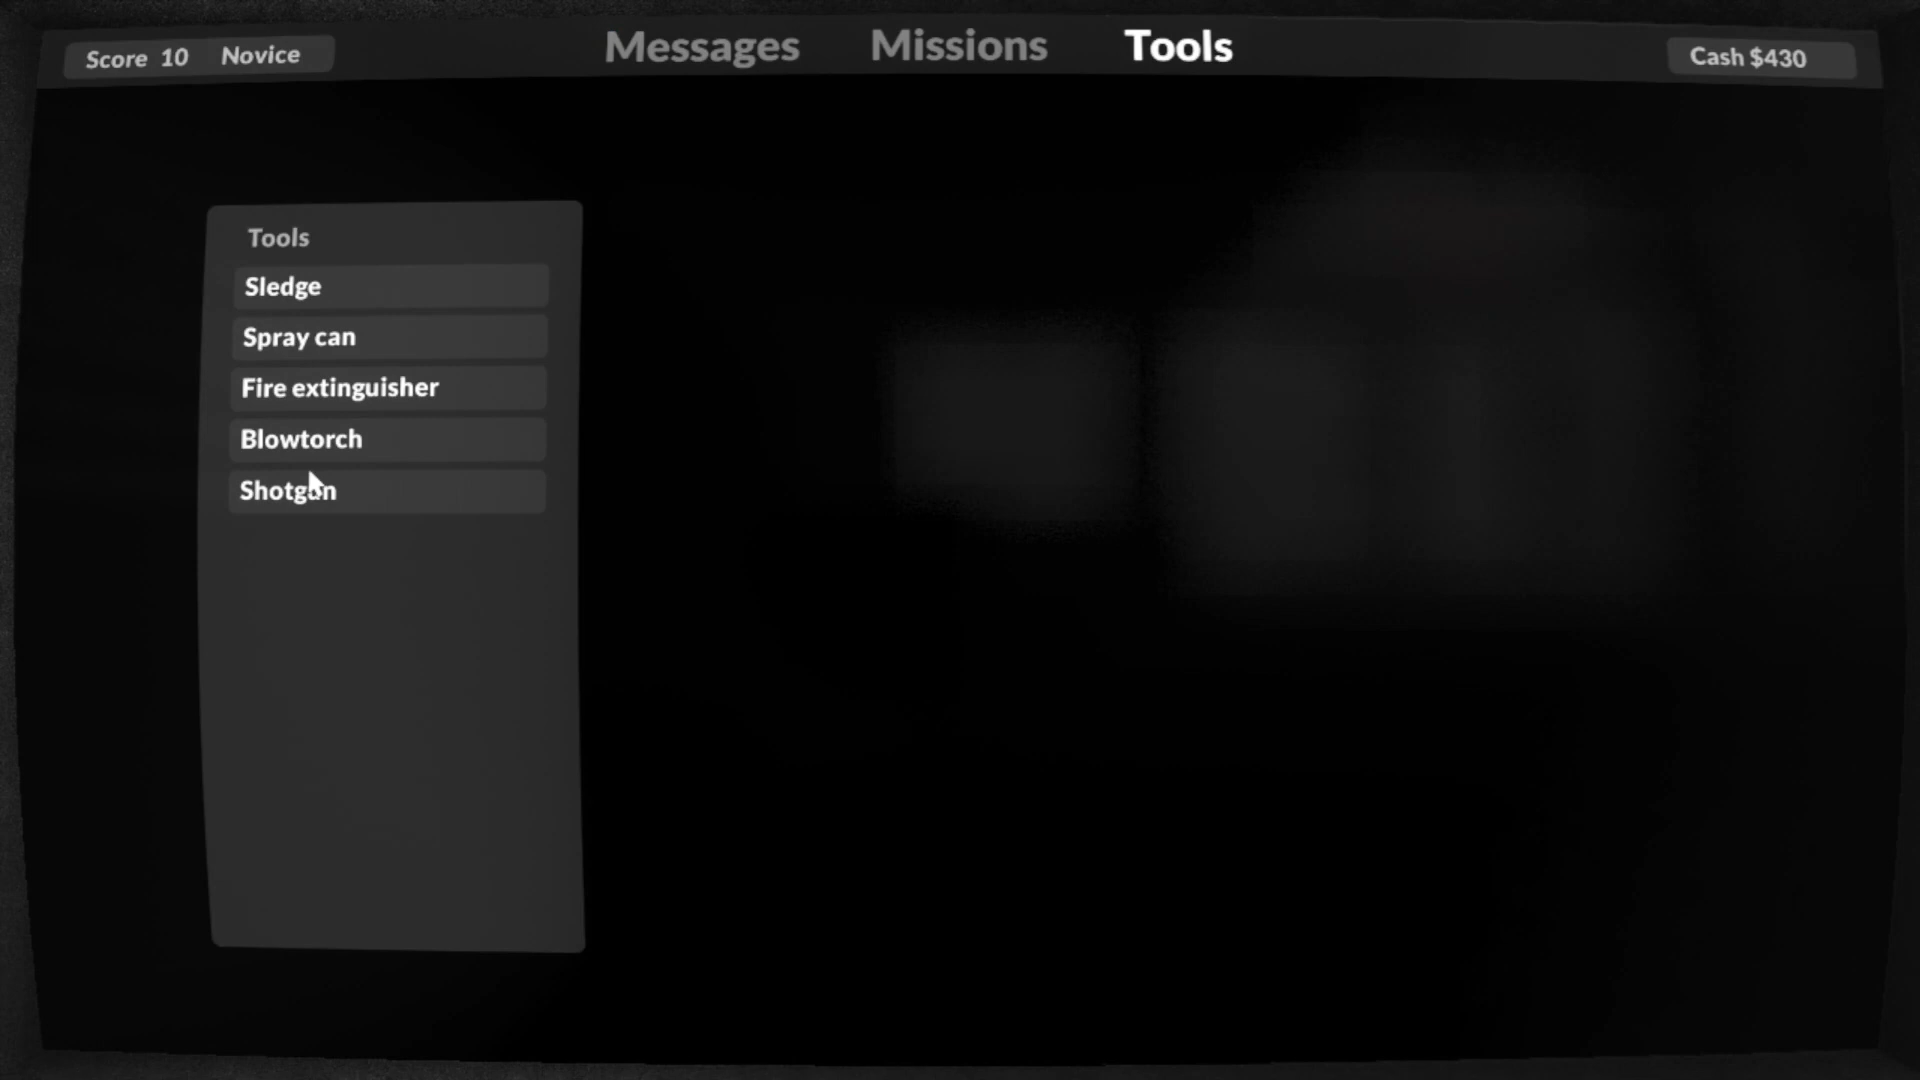 Score 10 Novice
Messages Missions Tools
Cash $430
Tools
Sledge
Spray can
Fire extinguisher
Blowtorch
Shotgun